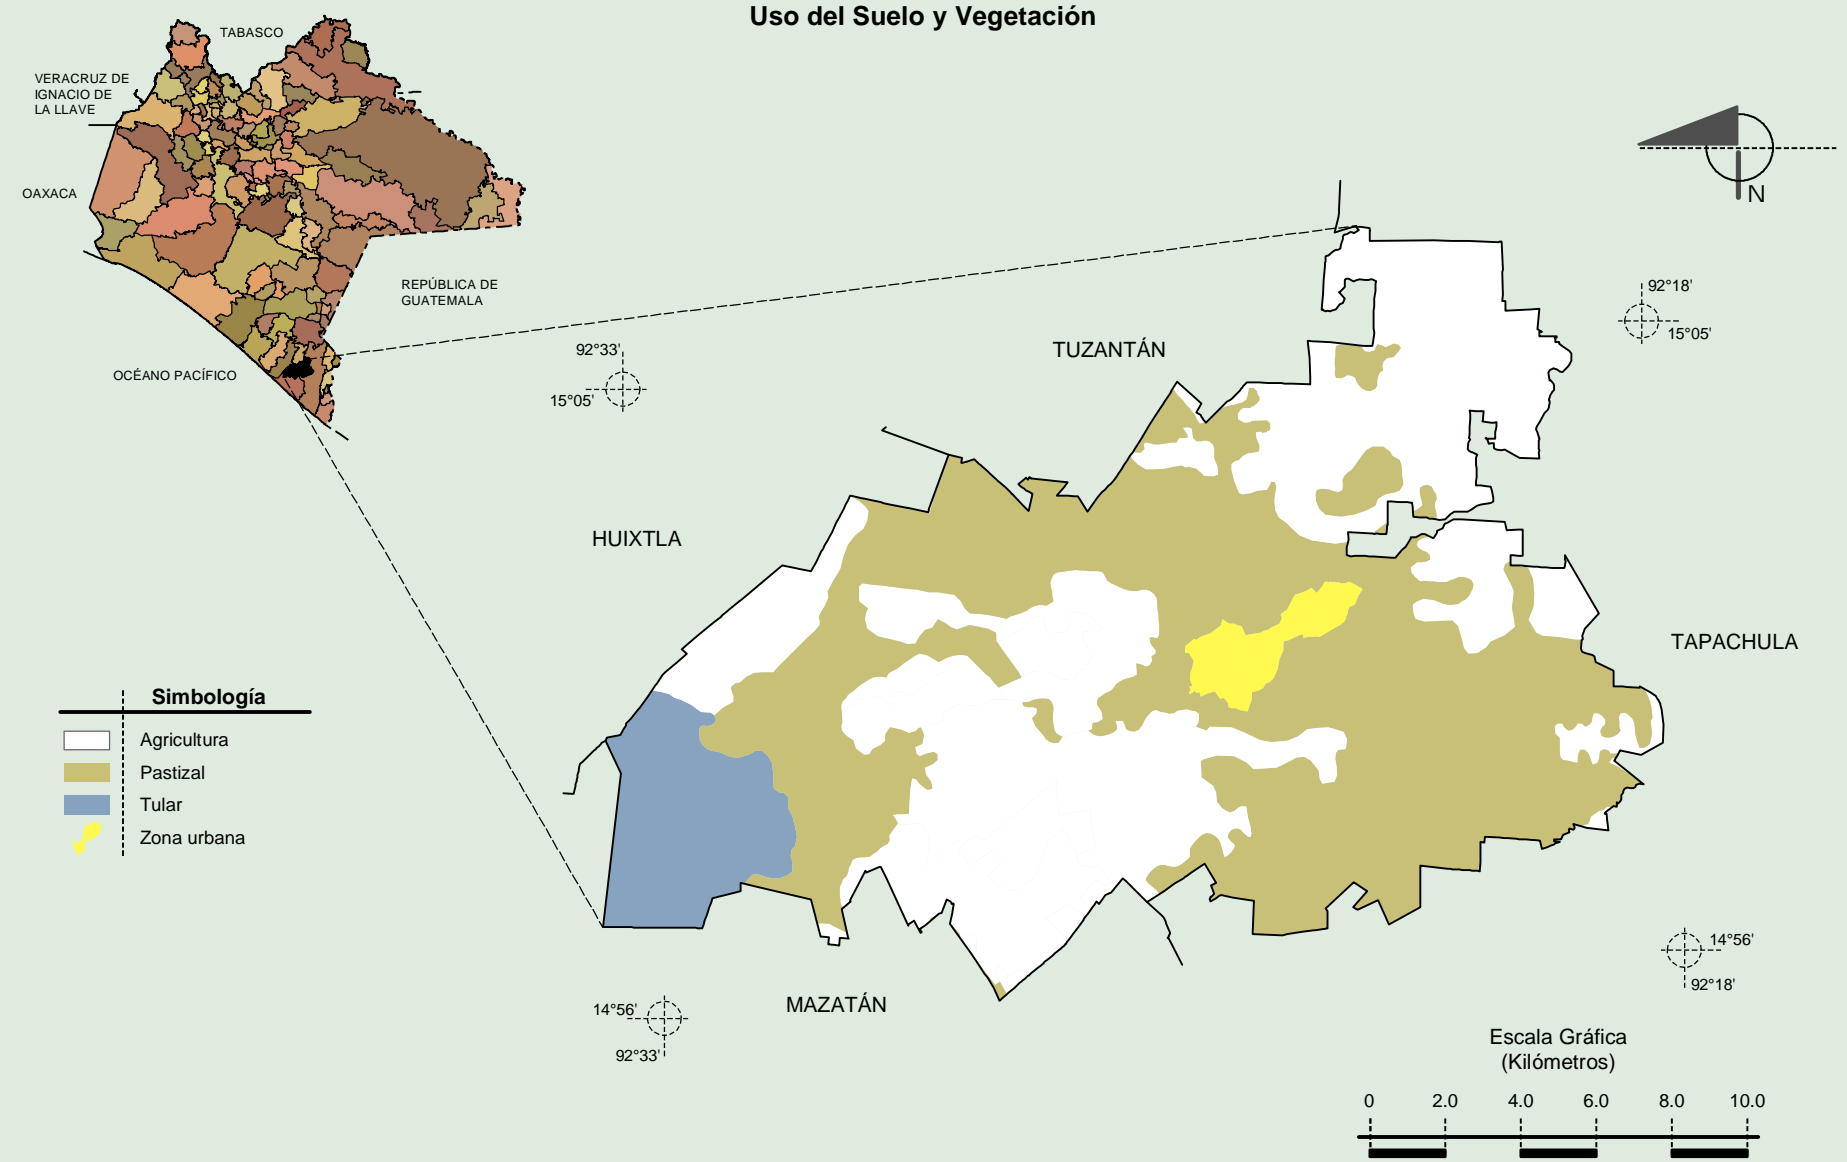 Uso del Suelo y Vegetación
TABASCO
VERACRUZ DE
IGNACIO DE
LA LLAVE
OAXACA
REPÚBLICA DE
GUATEMALA
OCÉANO PACÍFICO
N
92°18'
15°05'
92°33'
15°05'
TUZANTÁN
HUIXTLA
TAPACHULA
MAZATÁN
Simbología
Agricultura
Pastizal
Tular
Zona urbana
14°56'
92°18'
14°56'
92°33'
Escala Gráfica
(Kilómetros)
0 2.0 4.0 6.0 8.0 10.0